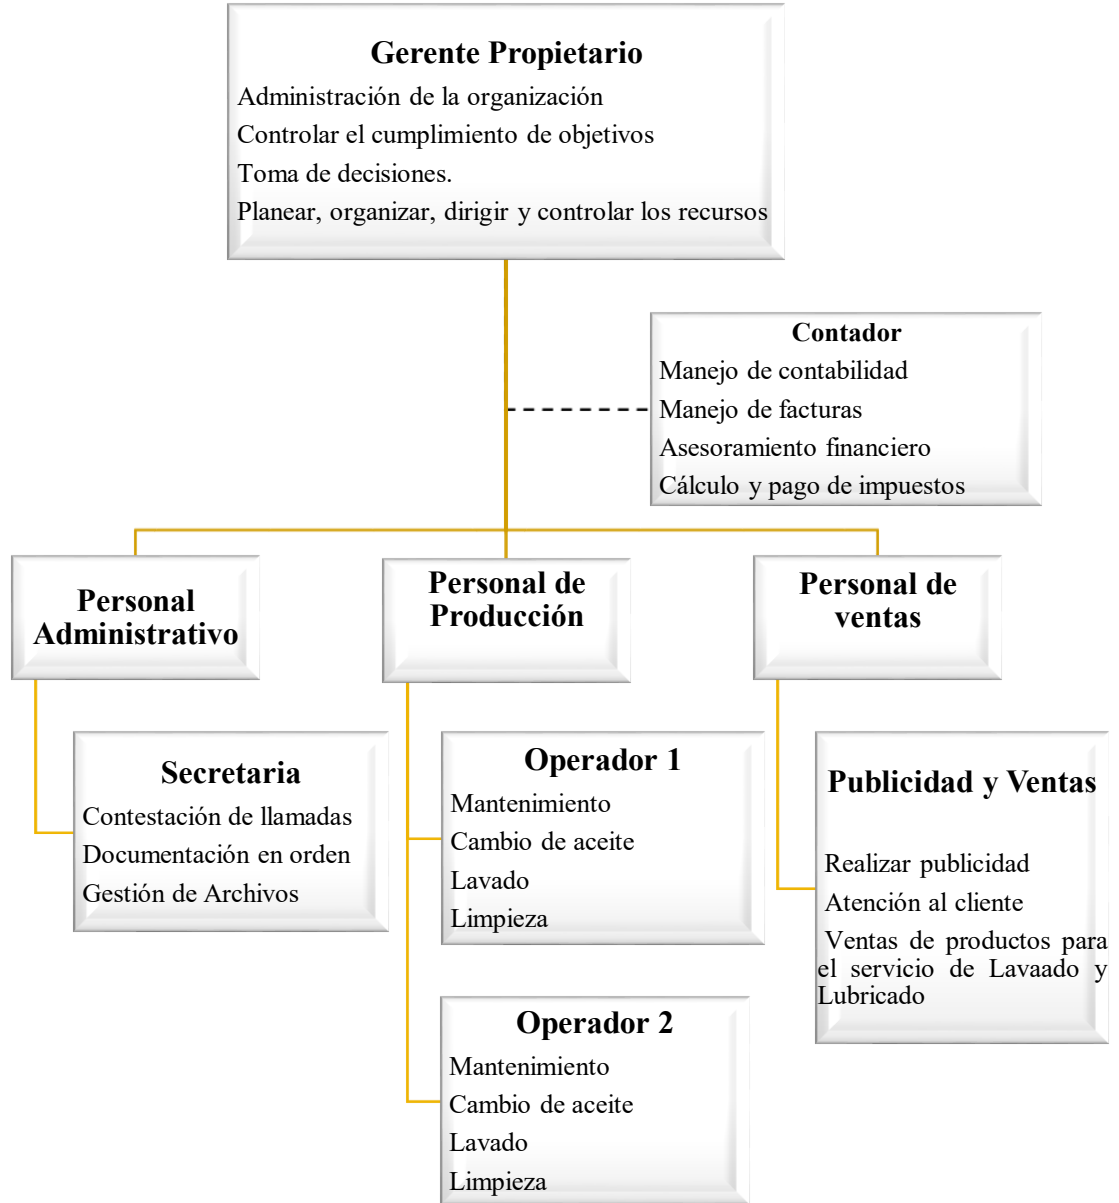 Gerente Propietario
Administración de la organización
Controlar el cumplimiento de objetivos
Toma de decisiones.
Planear, organizar, dirigir y controlar los recursos
Contador
Manejo de contabilidad
Manejo de facturas
Asesoramiento financiero
Cálculo y pago de impuestos
Personal
Administrativo
Personal de
Producción
Personal de
ventas
Secretaria
Contestación de llamadas
Documentación en orden
Gestión de Archivos
Operador 1
Mantenimiento
Cambio de aceite
Lavado
Limpieza
Publicidad y Ventas
Realizar publicidad
Atención al cliente
Ventas de productos para
el servicio de Lavaado y
Lubricado
Operador 2
Mantenimiento
Cambio de aceite
Lavado
Limpieza